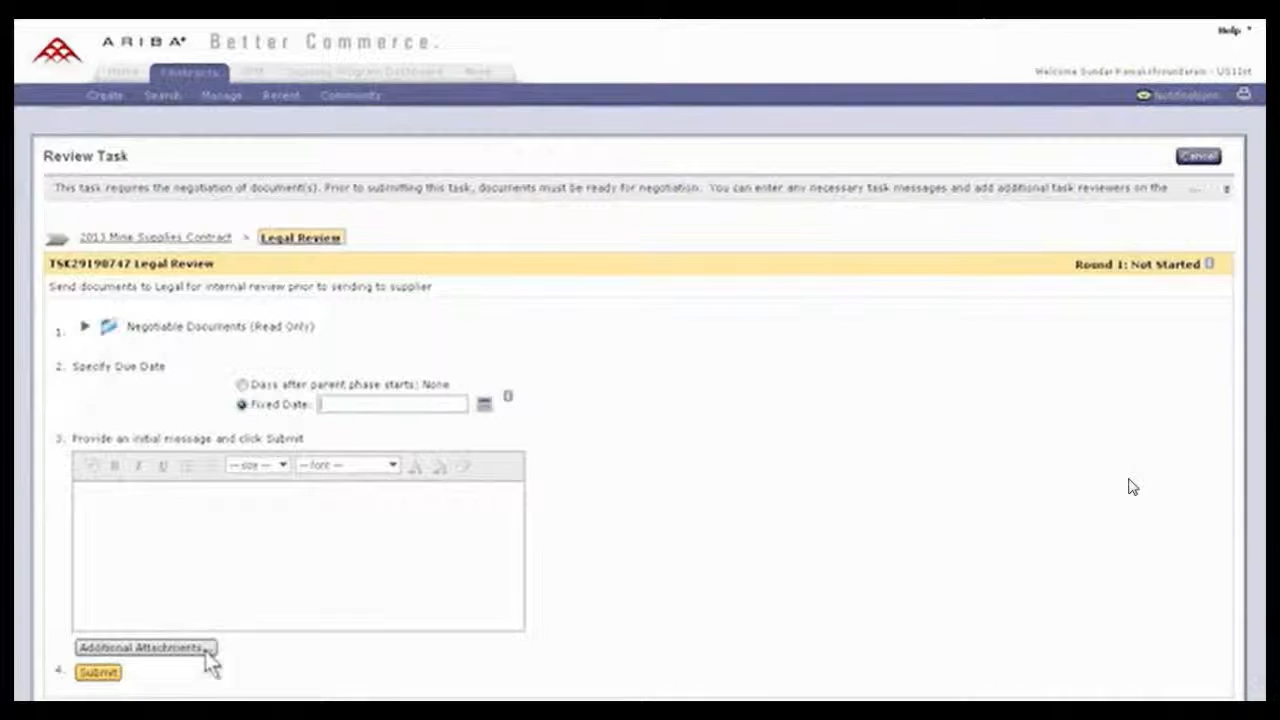 Help
ARIBA Better Commerce.
Home Contracts
Create Search Manage Recent Community
Review Task
Cancel
This task requires the negotiation of document(s). Prior to submitting this task, documents must be ready for negotiation. You can enter any necessary task messages and add additional task reviewers on the ...
2013 Mine Supplies Contract > Legal Review
TSK29190747 Legal Review Round 1: Not Started
Send documents to Legal for internal review prior to sending to supplier
1. Negotiable Documents (Read Only)
2. Specify Due Date
Days after parent phase starts: None
Fixed Date:
3. Provide an initial message and click Submit
B I U -- size -- -- font --
Additional Attachments...
4. Submit